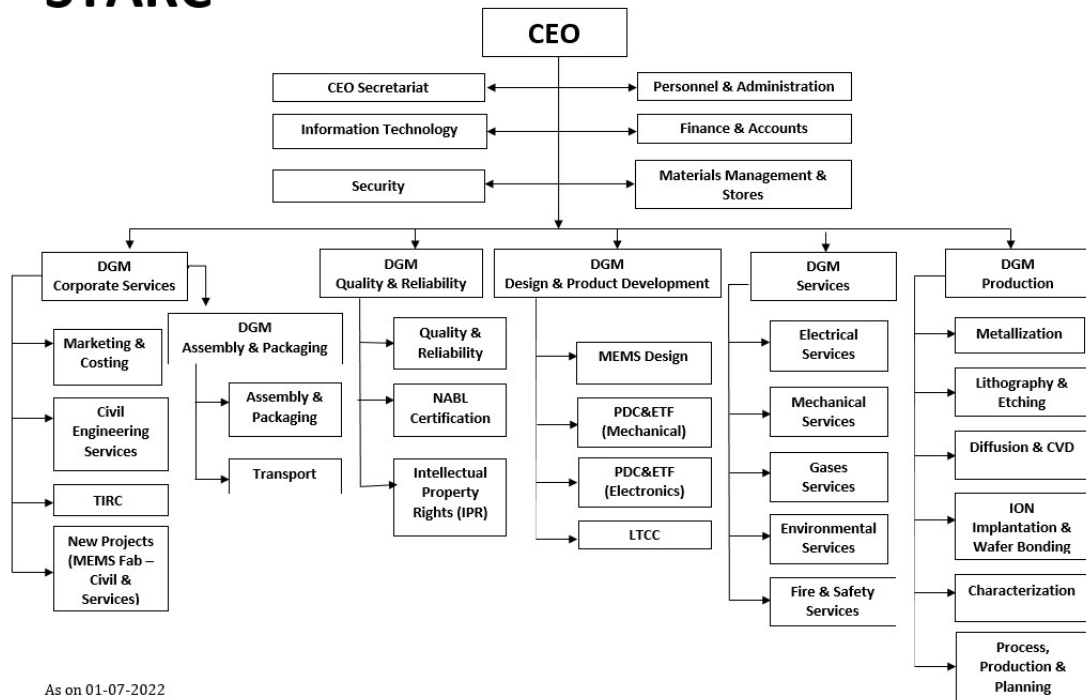 STARC
CEO
CEO Secretariat
Personnel & Administration
Information Technology
Finance & Accounts
Security
Materials Management &
Stores
DGM
Corporate Services
DGM
Quality & Reliability
DGM
Design & Product Development
DGM
Services
DGM
Production
Marketing &
Costing
Civil
Engineering
Services
TIRC
New Projects
(MEMS Fab –
Civil &
Services)
DGM
Assembly & Packaging
Assembly &
Packaging
Transport
Quality &
Reliability
NABL
Certification
Intellectual
Property
Rights (IPR)
MEMS Design
PDC&ETF
(Mechanical)
PDC&ETF
(Electronics)
LTCC
Electrical
Services
Mechanical
Services
Gases
Services
Environmental
Services
Fire & Safety
Services
Metallization
Lithography &
Etching
Diffusion & CVD
ION
Implantation &
Wafer Bonding
Characterization
Process,
Production &
Planning
As on 01-07-2022